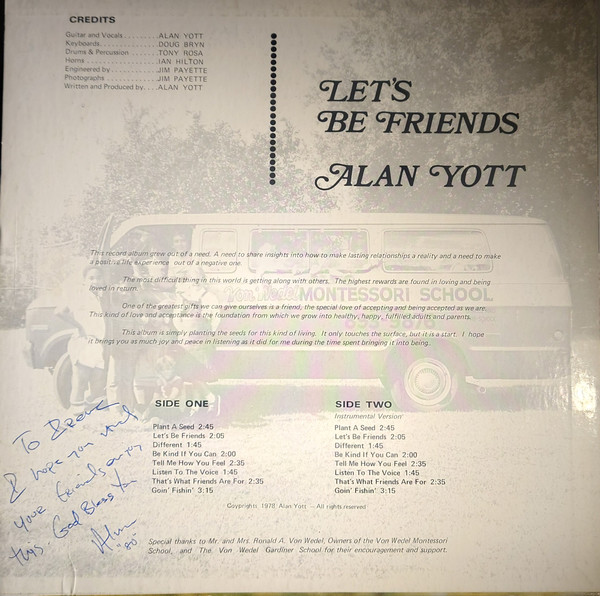 CREDITS
Guitar and Vocals.........ALAN YOTT
Keyboards................DOUG BRYN
Drums & Percussion.......TONY ROSA
Horns....................IAN HILTON
Engineered by............JIM PAYETTE
Photographs..............JIM PAYETTE
Written and Produced by....ALAN YOTT
LET'S
BE FRIENDS
ALAN YOTT
This record album grew out of a need. A need to share insights into how to make lasting relationships a reality and a need to make
a positive life experience out of a negative one.
The most difficult thing in this world is getting along with others. The highest rewards are found in loving and being
loved in return.
MONTESSORI SCHOOL
One of the greatest gifts we can give ourselves is a friend, the special love of accepting and being accepted as we are.
This kind of love and acceptance is the foundation from which we grow into healthy, happy, fulfilled adults and parents.
This album is simply planting the seeds for this kind of living. It only touches the surface, but it is a start. I hope
it brings you as much joy and peace in listening as it did for me during the time spent bringing it into being.
SIDE ONE
Plant A Seed 2:45
Let's Be Friends 2:05
Different 1:45
Be Kind If You Can 2:00
Tell Me How You Feel 2:35
Listen To The Voice 1:45
That's What Friends Are For 2:35
Goin' Fishin' 3:15
SIDE TWO
Instrumental Version
Plant A Seed 2:45
Let's Be Friends 2:05
Different 1:45
Be Kind If You Can 2:00
Tell Me How You Feel 2:35
Listen To The Voice 1:45
That's What Friends Are For 2:35
Goin' Fishin' 3:15
To
I hope you and
your friends enjoy
this God Bless You
Alan
"80"
Copyrights 1978 Alan Yott - All rights reserved
Special thanks to Mr. and Mrs. Ronald A. Von Wedel, Owners of the Von Wedel Montessori
School, and The Von Wedel Gardiner School for their encouragement and support.